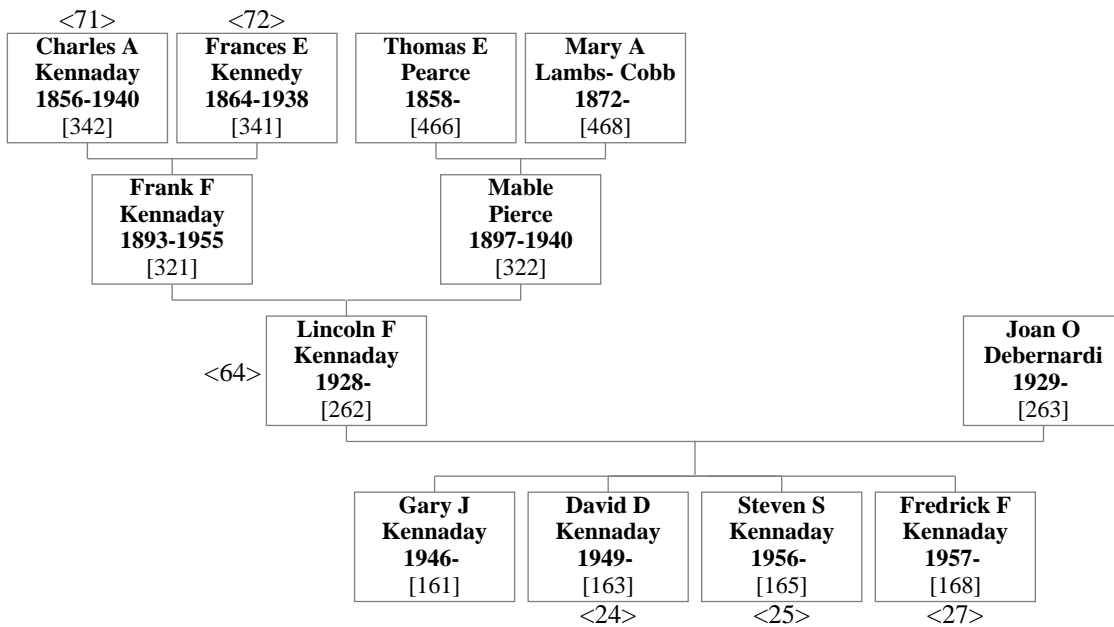 <71>
Charles A
Kennaday
1856-1940
[342]
<72>
Frances E
Kennedy
1864-1938
[341]
Thomas E
Pearce
1858-
[466]
Mary A
Lambs- Cobb
1872-
[468]
Frank F
Kennaday
1893-1955
[321]
Mable
Pierce
1897-1940
[322]
<64>
Lincoln F
Kennaday
1928-
[262]
Joan O
Debernardi
1929-
[263]
Gary J
Kennaday
1946-
[161]
David D
Kennaday
1949-
[163]
<24>
Steven S
Kennaday
1956-
[165]
<25>
Fredrick F
Kennaday
1957-
[168]
<27>